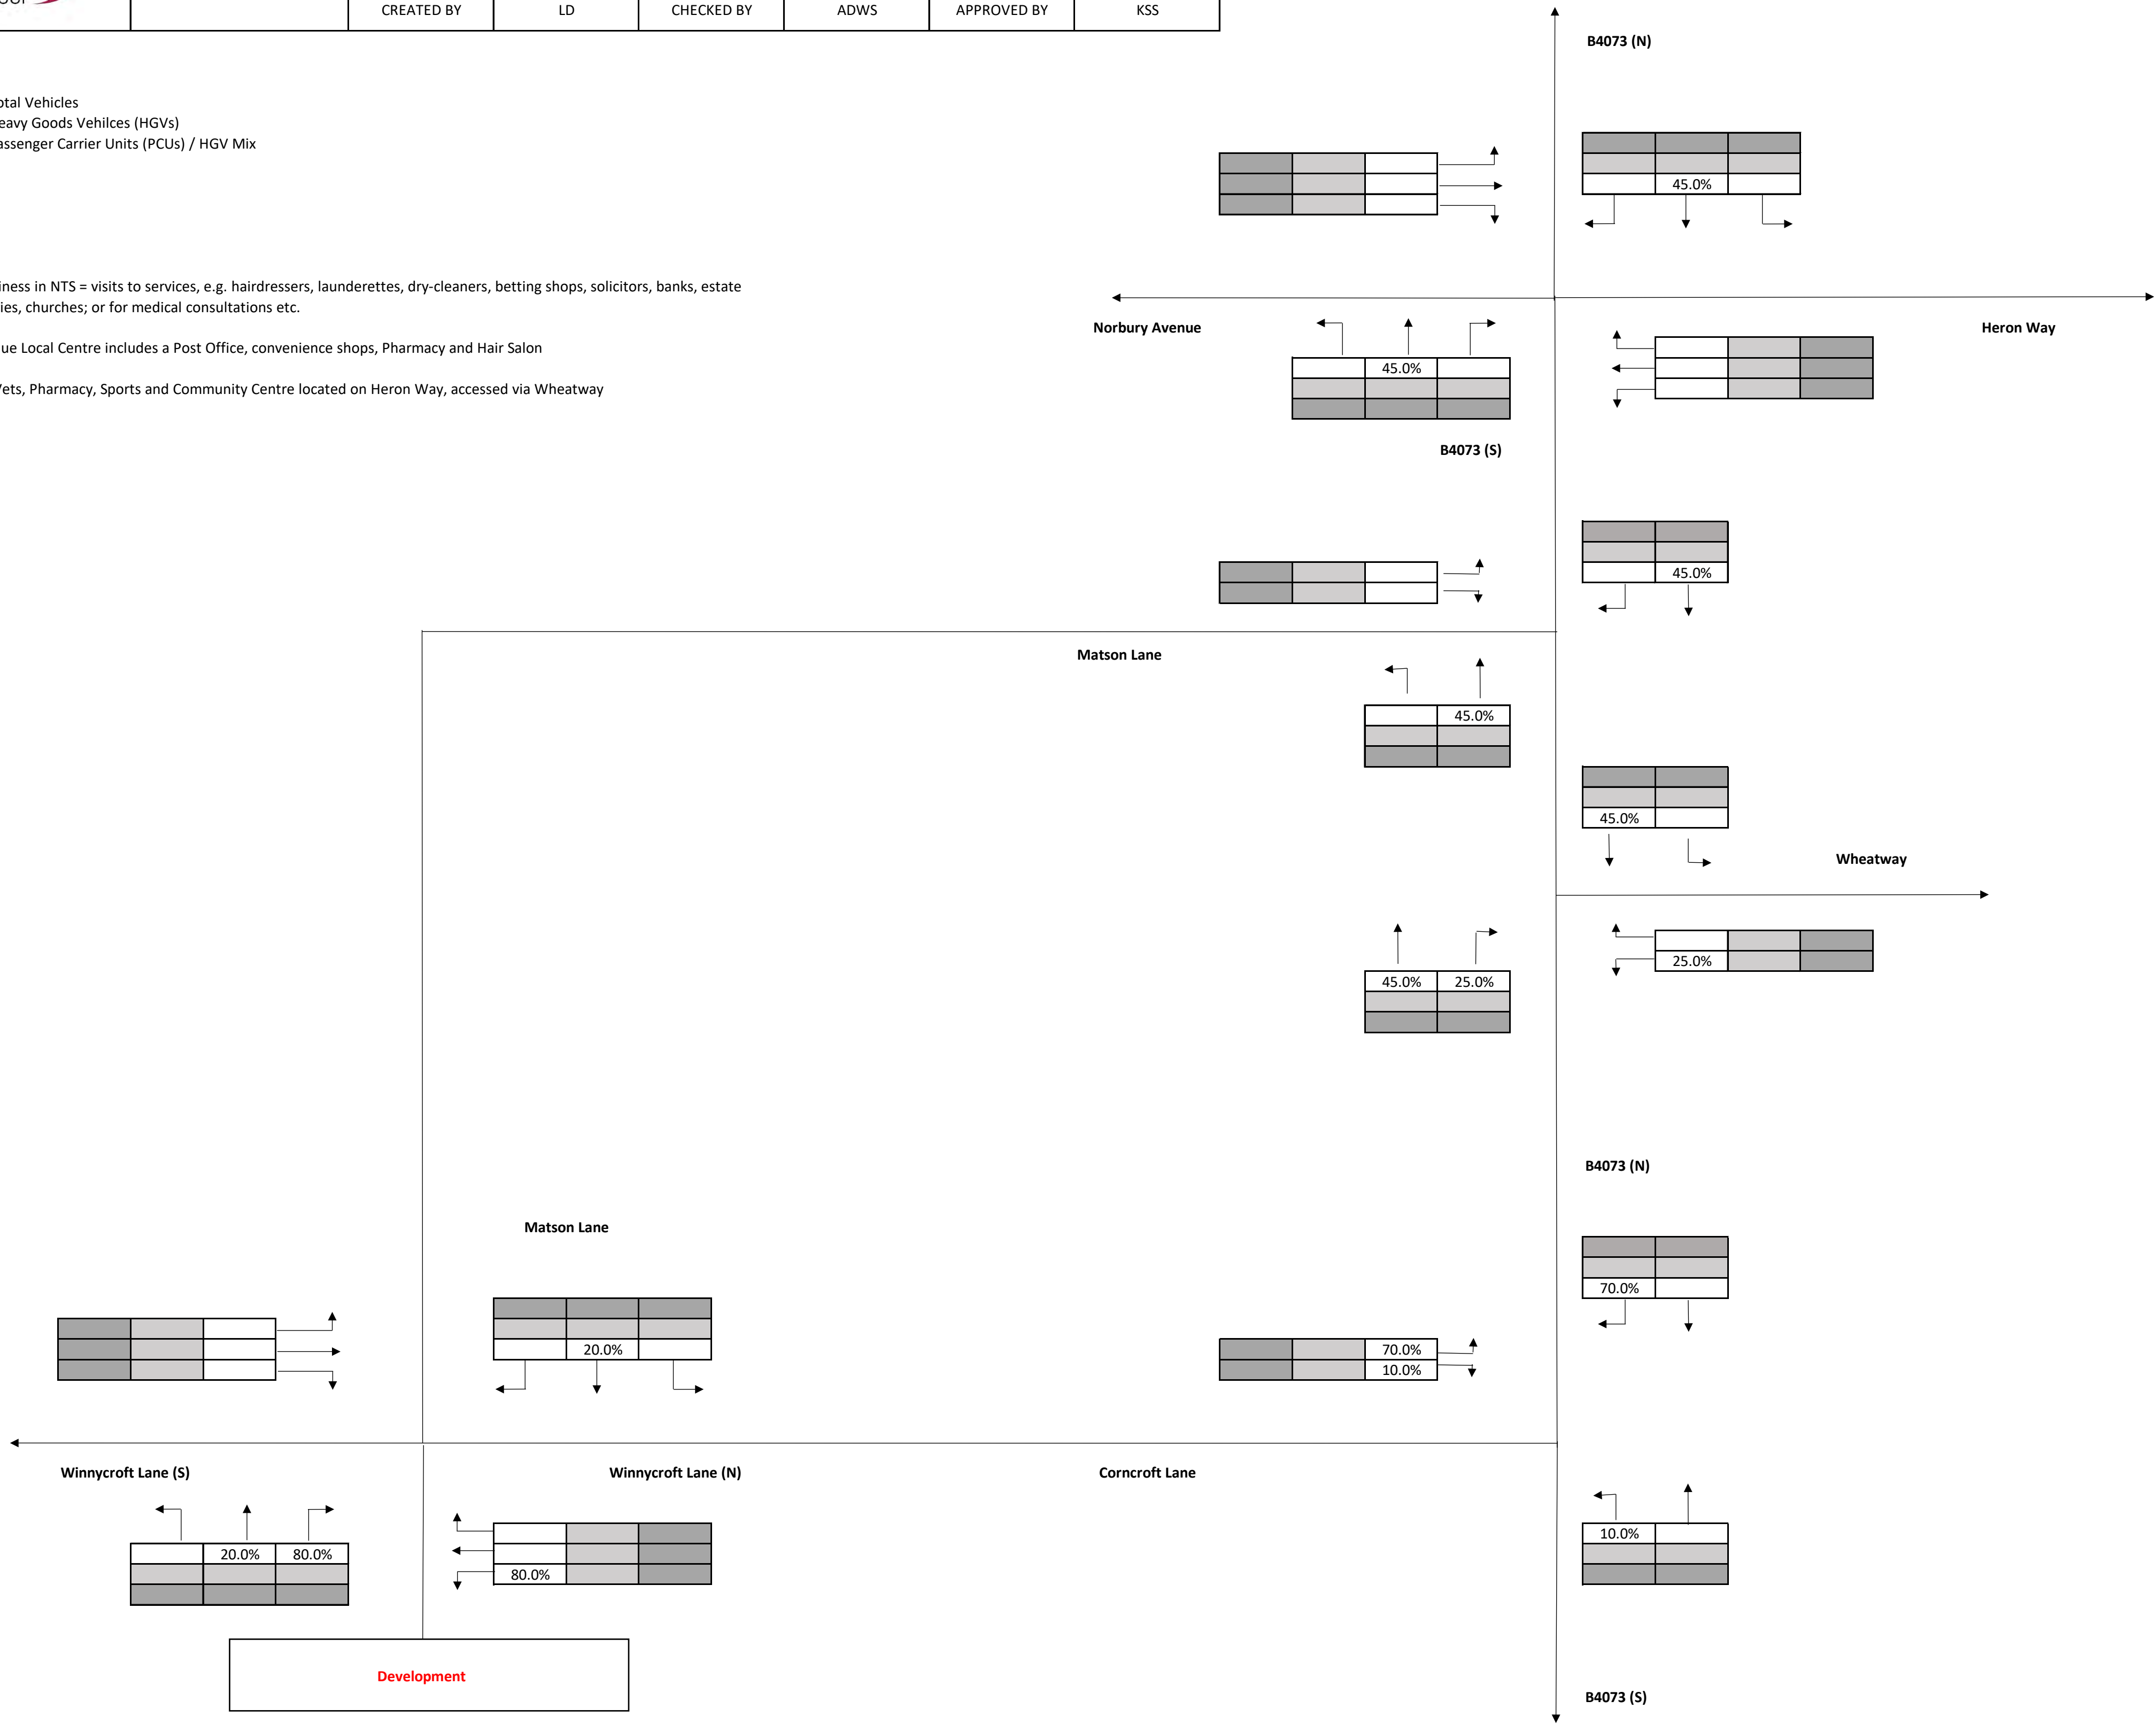 CREATED BY LD CHECKED BY ADWS APPROVED BY KSS
B4073 (N)
otal Vehicles
eavy Goods Vehilces (HGVs)
assenger Carrier Units (PCUs) / HGV Mix
45.0%
iness in NTS = visits to services, e.g. hairdressers, launderettes, dry-cleaners, betting shops, solicitors, banks, estate
ies, churches; or for medical consultations etc.
Norbury Avenue
Heron Way
ue Local Centre includes a Post Office, convenience shops, Pharmacy and Hair Salon
45.0%
Vets, Pharmacy, Sports and Community Centre located on Heron Way, accessed via Wheatway
B4073 (S)
45.0%
Matson Lane
45.0%
45.0%
Wheatway
25.0%
45.0% 25.0%
B4073 (N)
Matson Lane
70.0%
20.0%
70.0%
10.0%
Winnycroft Lane (S)
Winnycroft Lane (N)
Corncroft Lane
10.0%
20.0% 80.0%
80.0%
Development
B4073 (S)